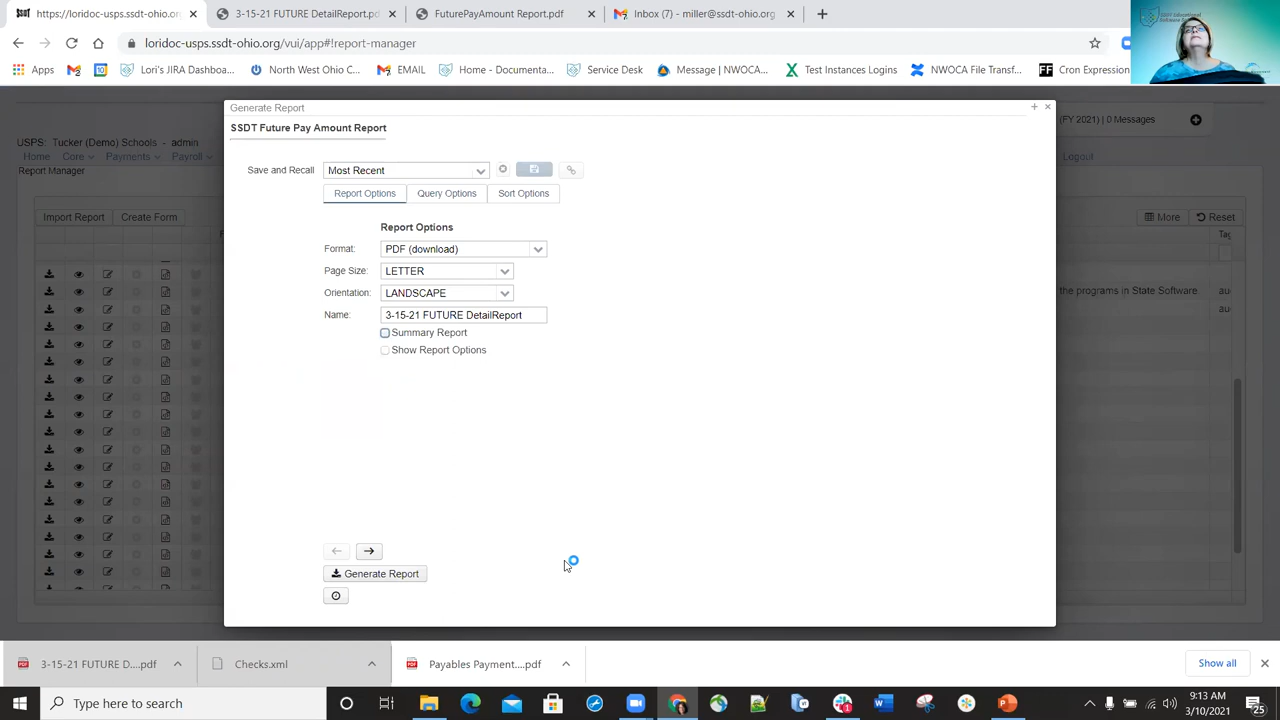 https://loridoc-usps.ssdt-ohio.org/
3-15-21 FUTURE DetailReport.pd
FuturePayAmount Report.pdf
Inbox (7) - miller@ssdt-ohio.org
loridoc-usps.ssdt-ohio.org/vui/app#!report-manager
Apps
Lori's JIRA Dashboa...
North West Ohio C...
EMAIL
Home - Documenta...
Service Desk
Message | NWOCA...
Test Instances Logins
NWOCA File Transf...
Cron Expression
Generate Report
SSDT Future Pay Amount Report
(FY 2021) | 0 Messages
USPS: Tucker (Demo) Schools - admin
Home Core Payments Payroll
Logout
Report Manager
Save and Recall Most Recent
Report Options Query Options Sort Options
Import Report Create Form
More Reset
Report Options
Format: PDF (download)
Page Size: LETTER
Orientation: LANDSCAPE
Name: 3-15-21 FUTURE DetailReport
Summary Report
Show Report Options
the programs in State Software.
Generate Report
3-15-21 FUTURE D....pdf
Checks.xml
Payables Payment....pdf
Show all
Type here to search
9:13 AM
3/10/2021
25